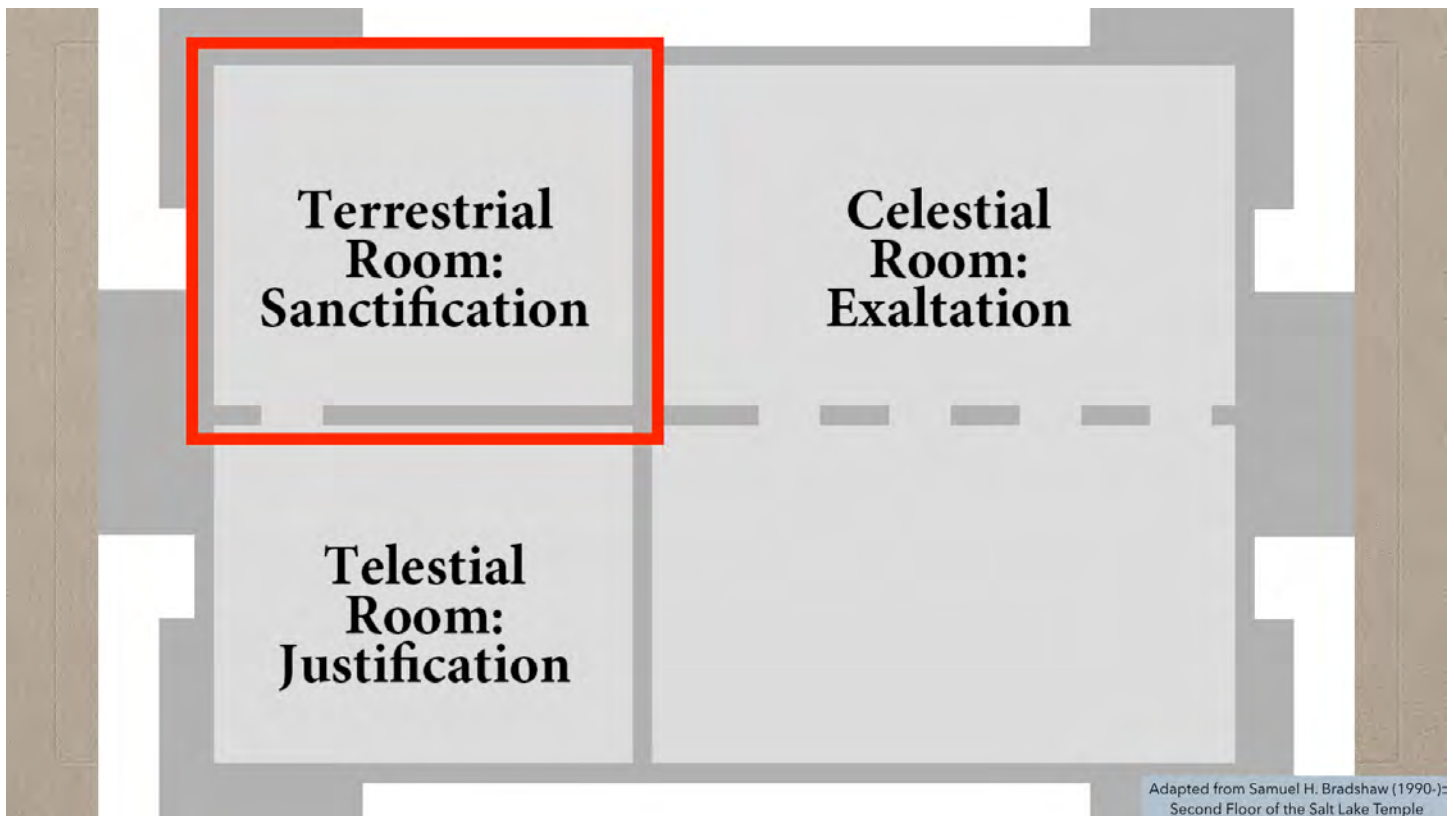 Terrestrial
Room:
Sanctification
Celestial
Room:
Exaltation
Telestial
Room:
Justification
Adapted from Samuel H. Bradshaw (1990-)
Second Floor of the Salt Lake Temple